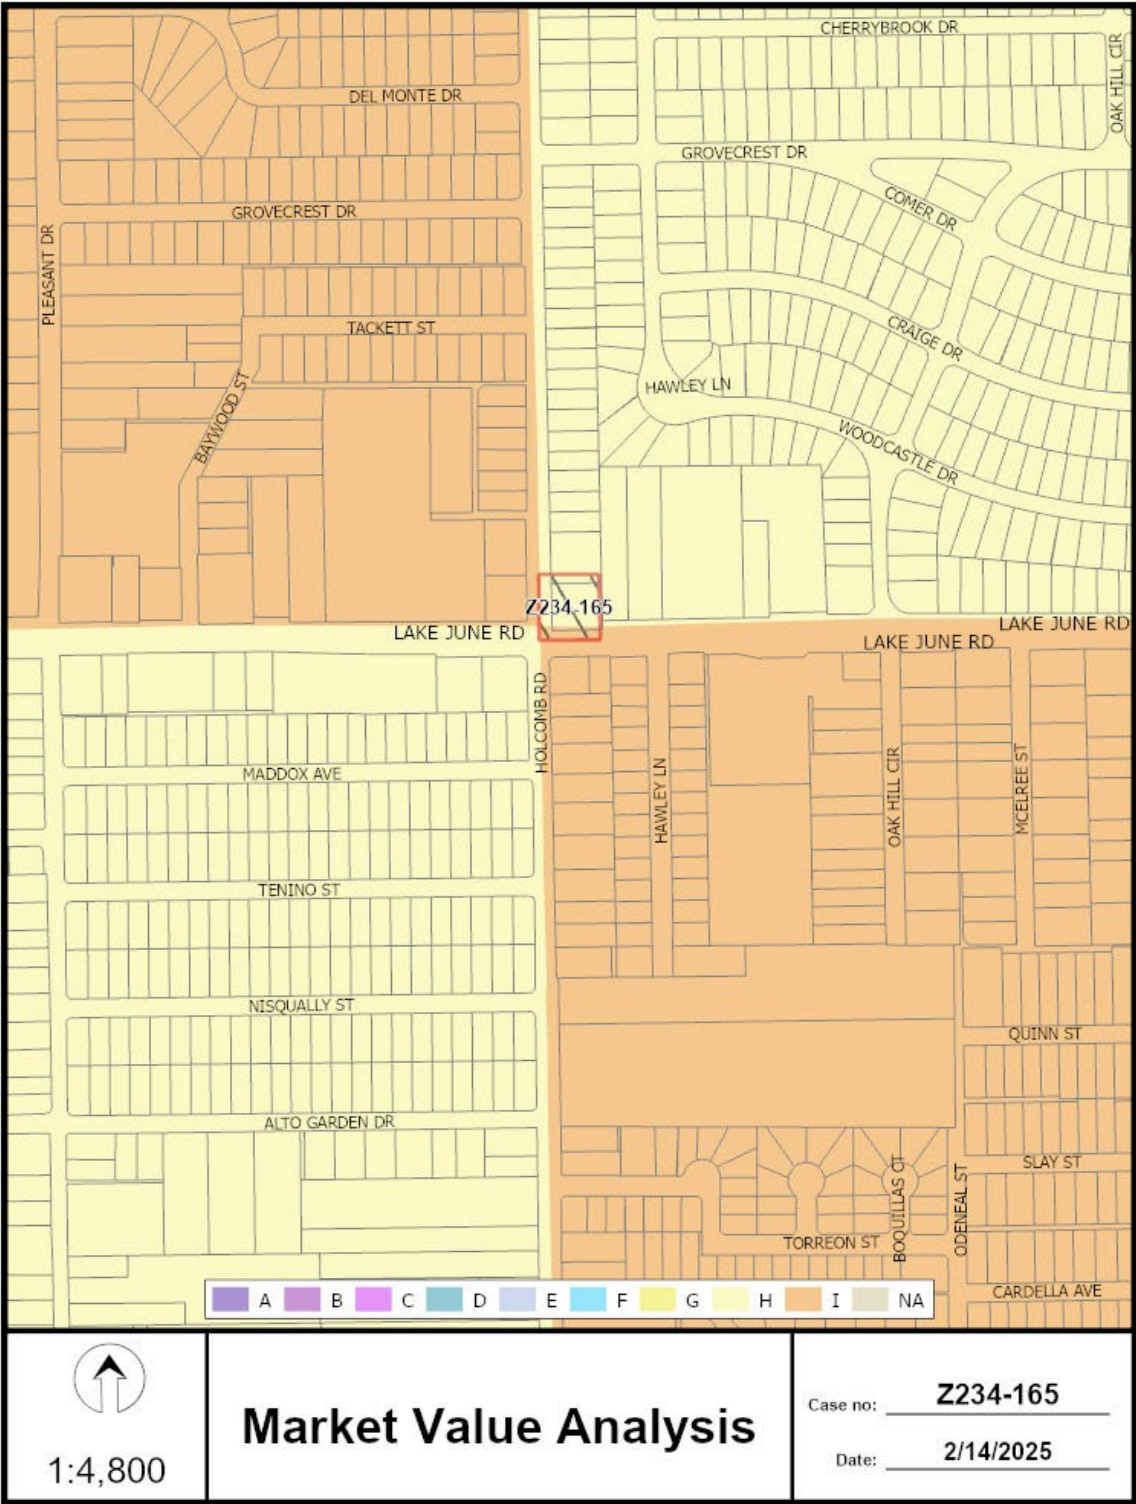 CHERRYBROOK DR
OAK HILL CIR
DEL MONTE DR
GROVECREST DR
COMER DR
GROVECREST DR
PLEASANT DR
TACKETT ST
CRAIGE DR
HAWLEY LN
BAYWOOD ST
WOODCASTLE DR
Z234-165
LAKE JUNE RD
LAKE JUNE RD
LAKE JUNE RD
HOLCOMB RD
MADDOX AVE
HAWLEY LN
OAK HILL CIR
MCELREE ST
TENINO ST
NISQUALLY ST
QUINN ST
ALTO GARDEN DR
SLAY ST
BOQUILLAS CT
ODENEAL ST
TORREON ST
CARDELLA AVE
A B C D E F G H I NA
1:4,800
Market Value Analysis
Case no: Z234-165
Date: 2/14/2025